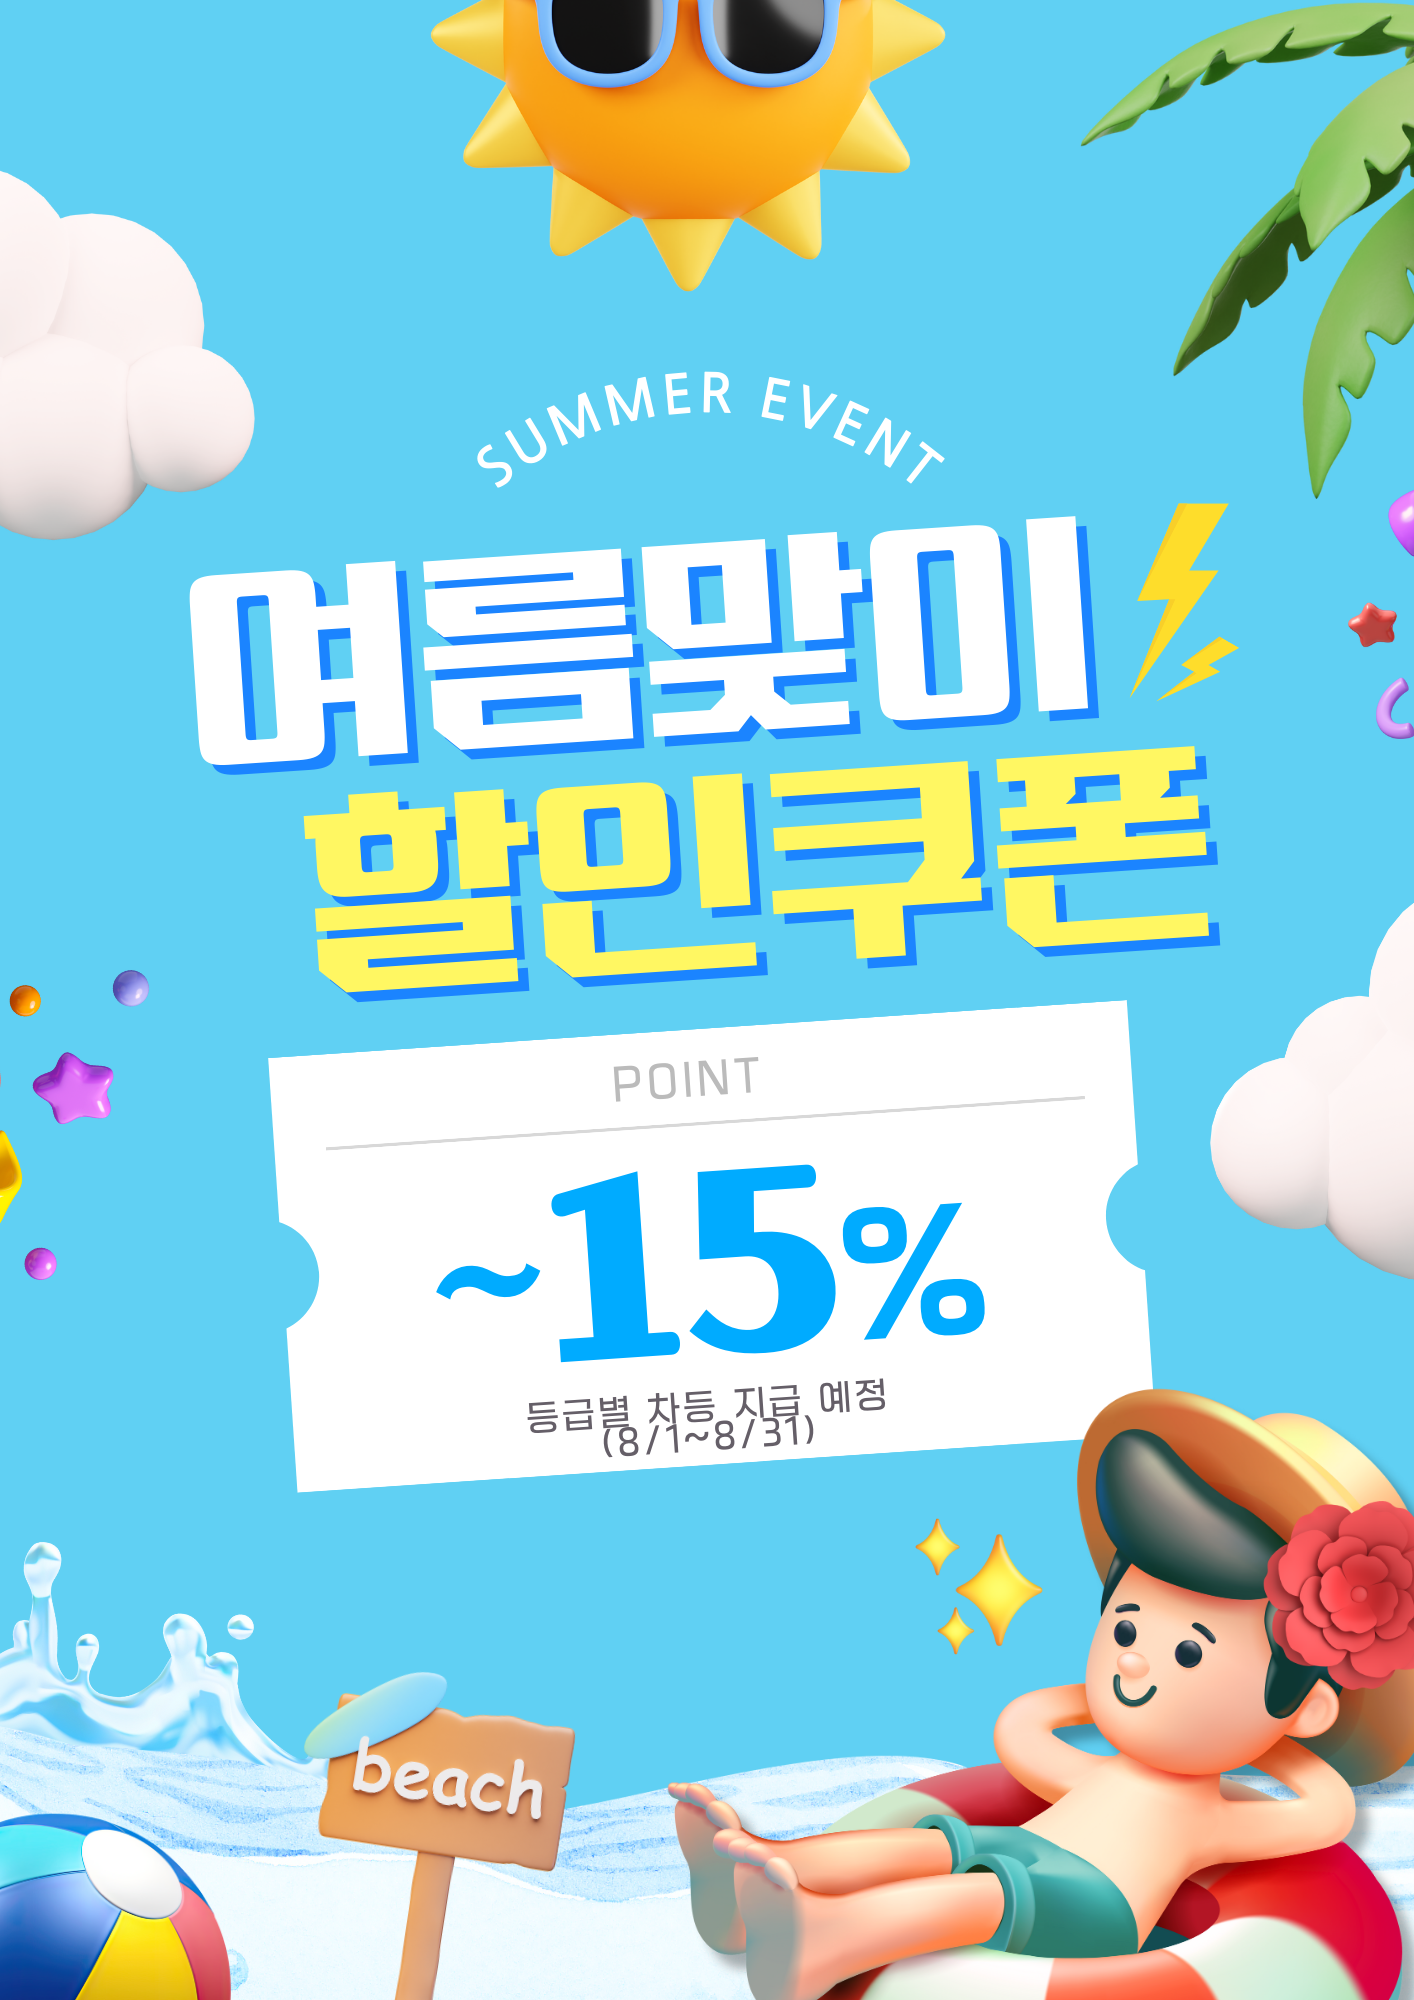 SUMMER EVENT
여름맞이
할인쿠폰
POINT
~15%
등급별 차등 지급 예정
(8/1~8/31)
beach